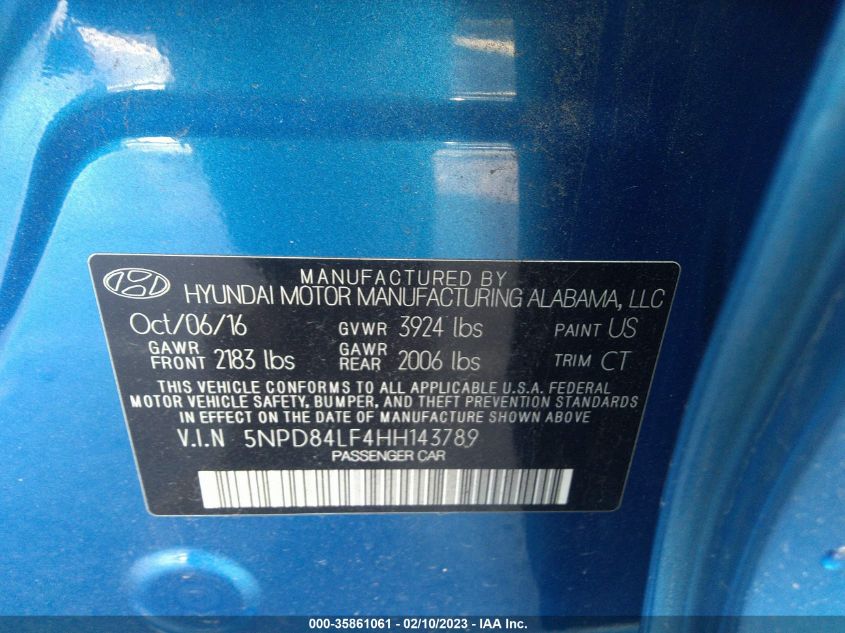 MANUFACTURED BY
HYUNDAI MOTOR MANUFACTURING ALABAMA, LLC
Oct/06/16 GVWR 3924 lbs PAINT US
GAWR FRONT 2183 lbs GAWR REAR 2006 lbs TRIM CT
THIS VEHICLE CONFORMS TO ALL APPLICABLE U.S.A. FEDERAL
MOTOR VEHICLE SAFETY, BUMPER, AND THEFT PREVENTION STANDARDS
IN EFFECT ON THE DATE OF MANUFACTURE SHOWN ABOVE
V.I.N 5NPD84LF4HH143789
PASSENGER CAR
000-35861061 - 02/10/2023 - IAA Inc.